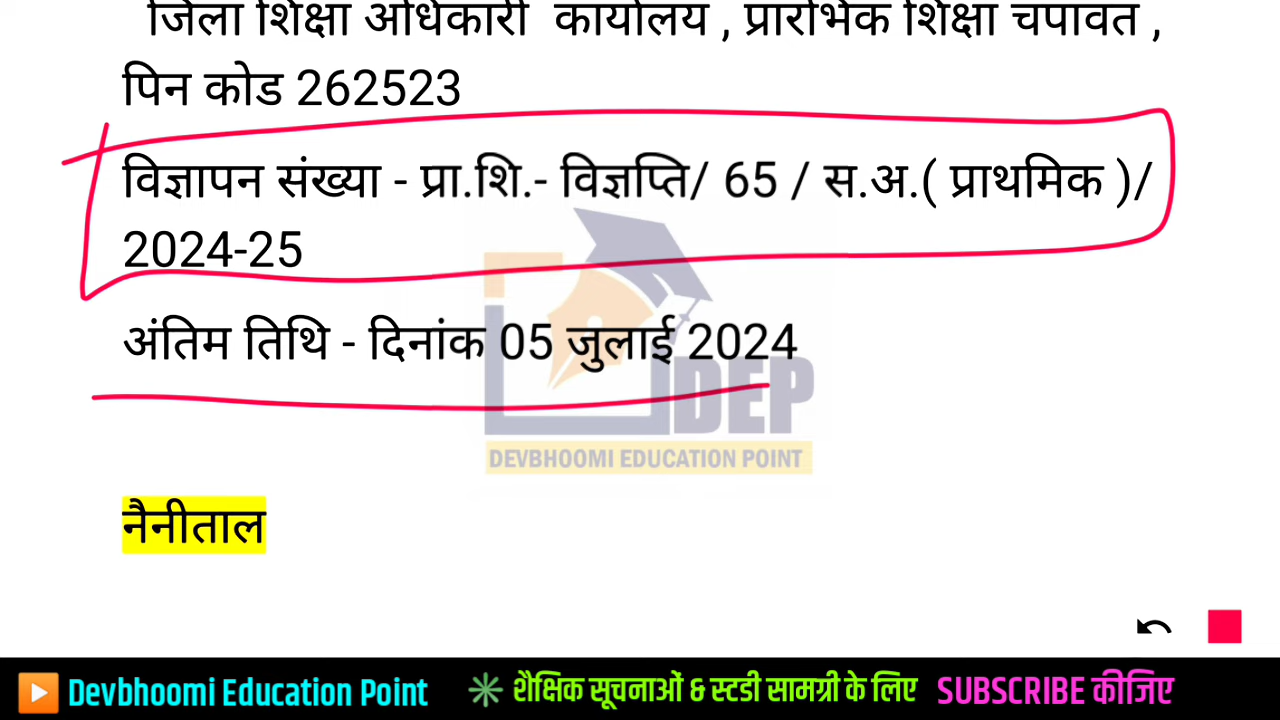 जिला शिक्षा अधिकारी कार्यालय , प्रारंभिक शिक्षा चंपावत ,
पिन कोड 262523
विज्ञापन संख्या - प्रा.शि.- विज्ञप्ति/ 65 / स.अ.( प्राथमिक )/
2024-25
अंतिम तिथि - दिनांक 05 जुलाई 2024
DEP
DEVBHOOMI EDUCATION POINT
नैनीताल
Devbhoomi Education Point शैक्षिक सूचनाओं & स्टडी सामग्री के लिए SUBSCRIBE कीजिए